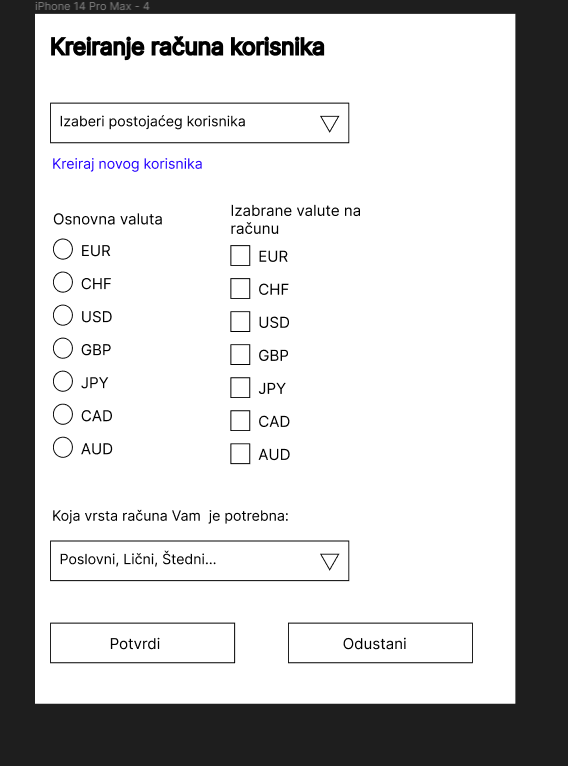 iPhone 14 Pro Max - 4
Kreiranje računa korisnika
Izaberi postojaćeg korisnika
Kreiraj novog korisnika
Osnovna valuta
EUR
CHF
USD
GBP
JPY
CAD
AUD
Izabrane valute na
računu
EUR
CHF
USD
GBP
JPY
CAD
AUD
Koja vrsta računa Vam  je potrebna:
Poslovni, Lični, Štedni...
Potvrdi
Odustani